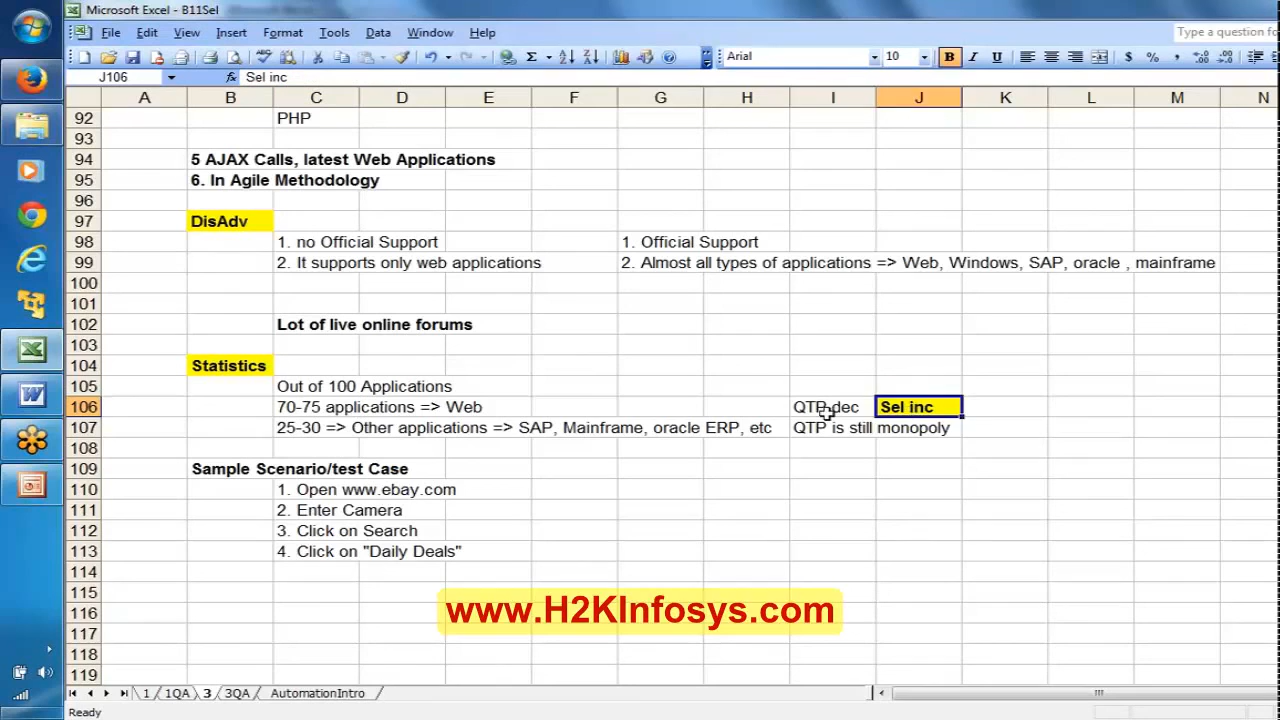 Microsoft Excel - B11Sel
File Edit View Insert Format Tools Data Window Help
Type a question fo
Arial 10 B I U $ % ,
J106 fx Sel inc
A B C D E F G H I J K L M N
92 PHP
93
94 5 AJAX Calls, latest Web Applications
95 6. In Agile Methodology
96
97 DisAdv
98 1. no Official Support 1. Official Support
99 2. It supports only web applications 2. Almost all types of applications => Web, Windows, SAP, oracle , mainframe
100
101
102 Lot of live online forums
103
104 Statistics
105 Out of 100 Applications
106 70-75 applications => Web QTP dec Sel inc
107 25-30 => Other applications => SAP, Mainframe, oracle ERP, etc QTP is still monopoly
108
109 Sample Scenario/test Case
110 1. Open www.ebay.com
111 2. Enter Camera
112 3. Click on Search
113 4. Click on "Daily Deals"
114
115
116
117
118
119
www.H2KInfosys.com
1 1QA 3 3QA AutomationIntro
Ready